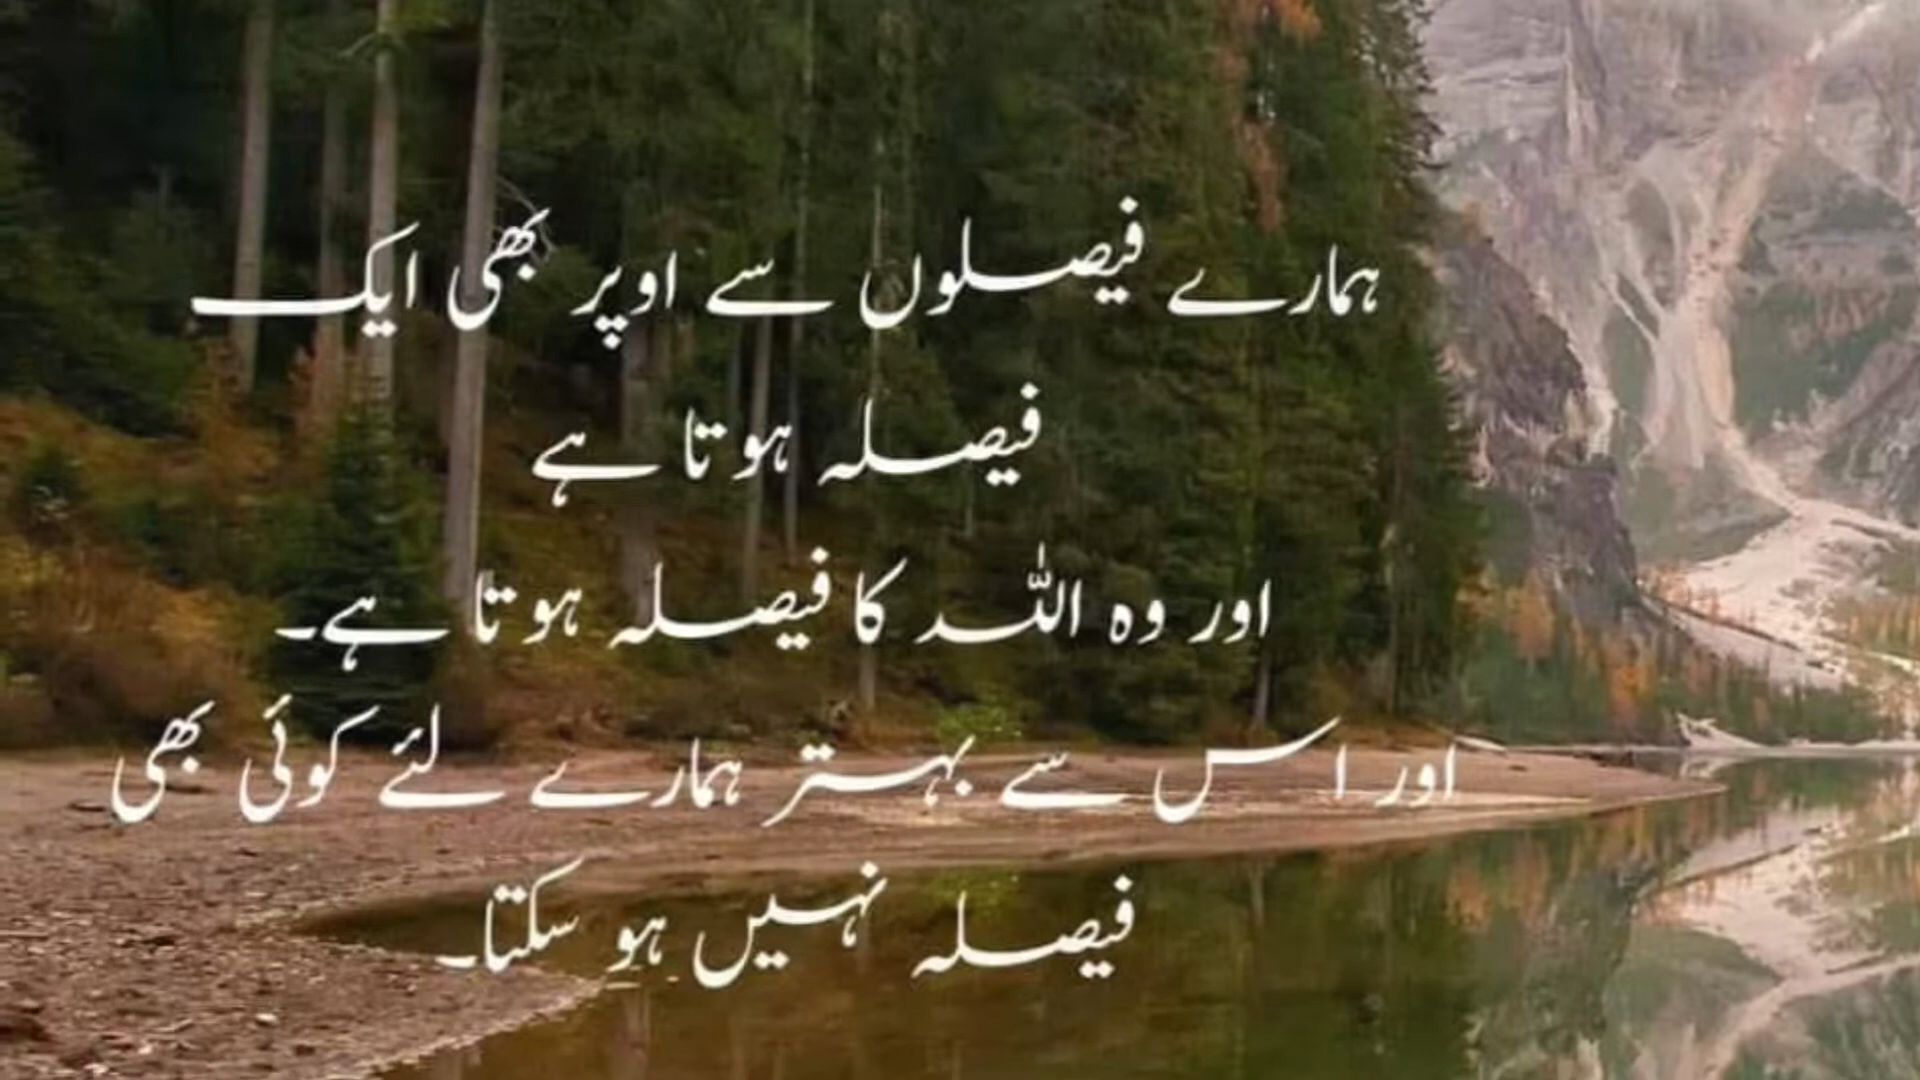 ہمارے فیصلوں سے اوپر بھی ایک
فیصلہ ہوتا ہے
اور وہ اللہ کا فیصلہ ہوتا ہے۔
اور اس سے بہتر ہمارے لئے کوئی بھی
فیصلہ نہیں ہو سکتا۔